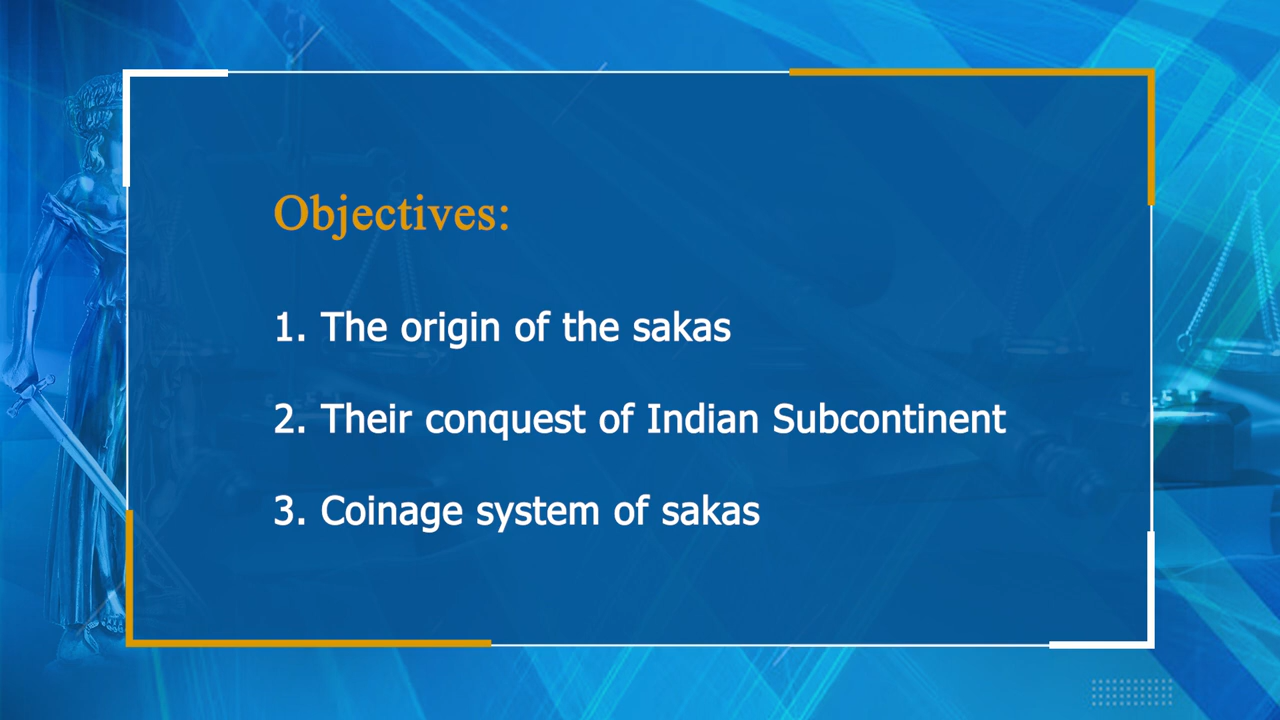 Objectives:
1. The origin of the sakas
2. Their conquest of Indian Subcontinent
3. Coinage system of sakas